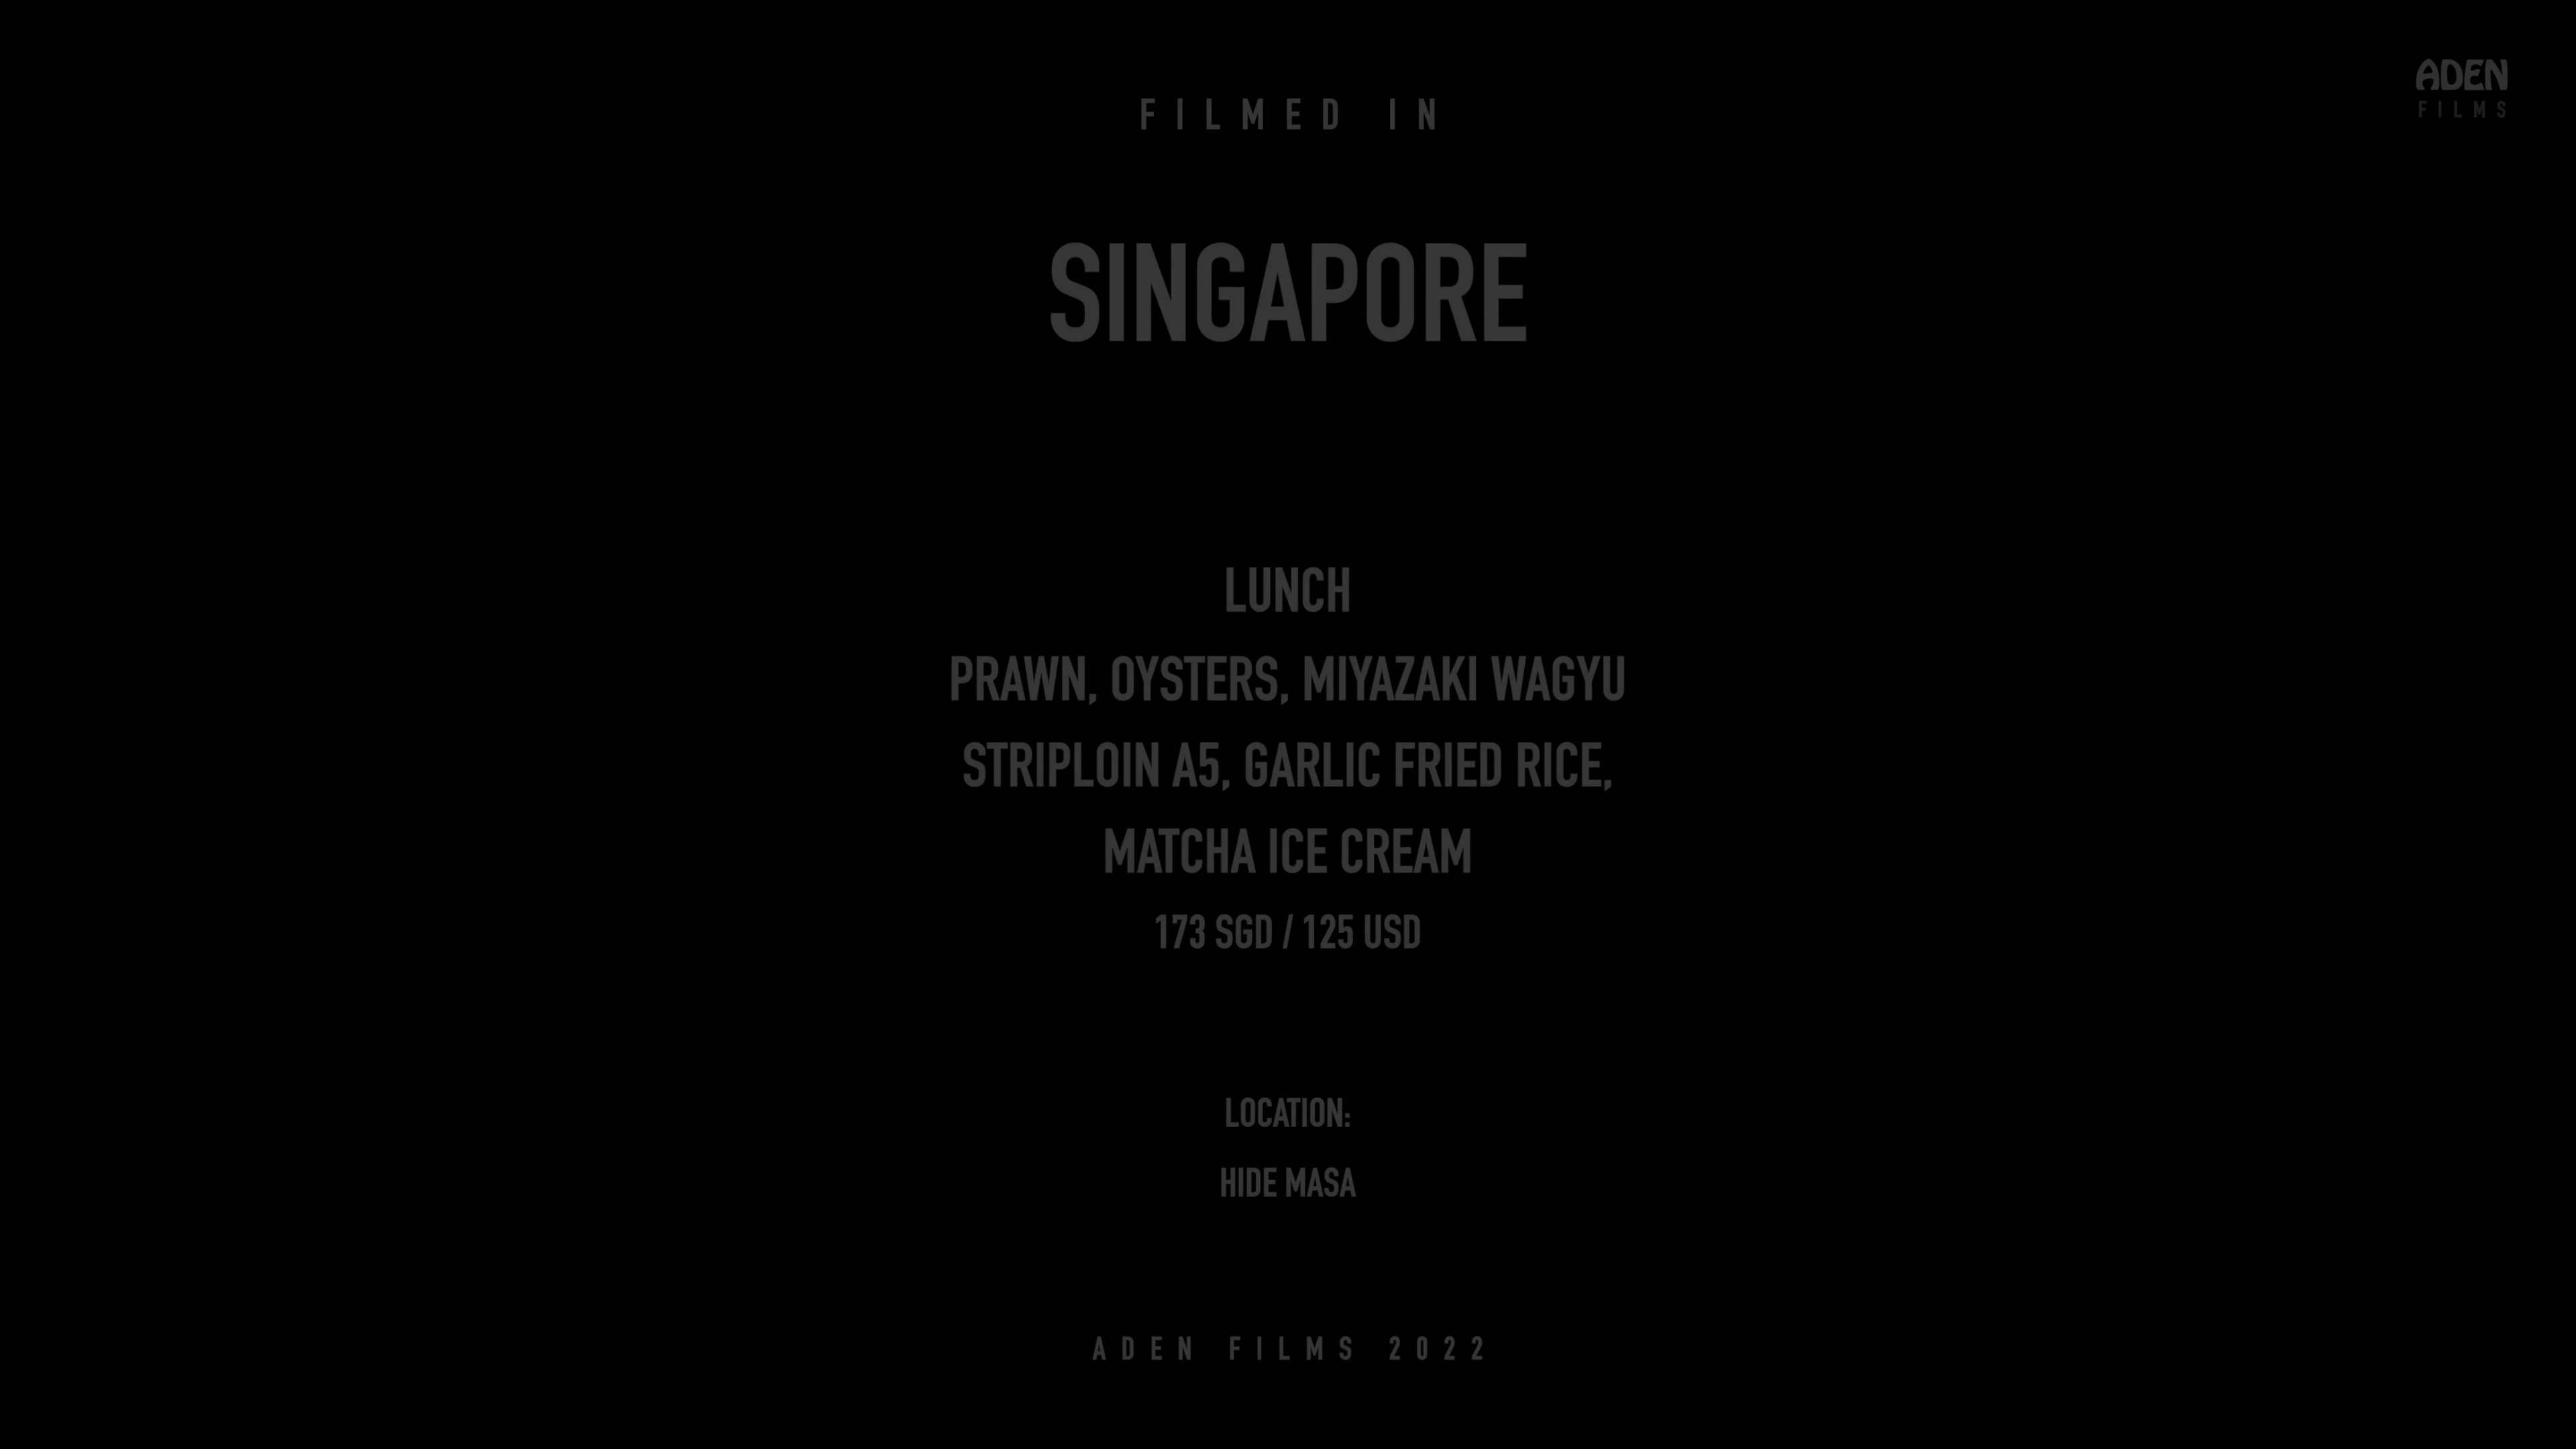 ADEN
FILMS
FILMED IN
SINGAPORE
LUNCH
PRAWN, OYSTERS, MIYAZAKI WAGYU
STRIPLOIN A5, GARLIC FRIED RICE,
MATCHA ICE CREAM
173 SGD / 125 USD
LOCATION:
HIDE MASA
ADEN FILMS 2022